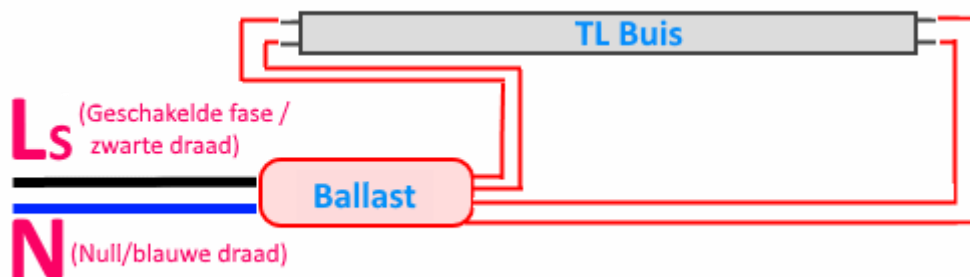 TL Buis
Ls (Geschakelde fase /
zwarte draad)
Ballast
N (Null/blauwe draad)